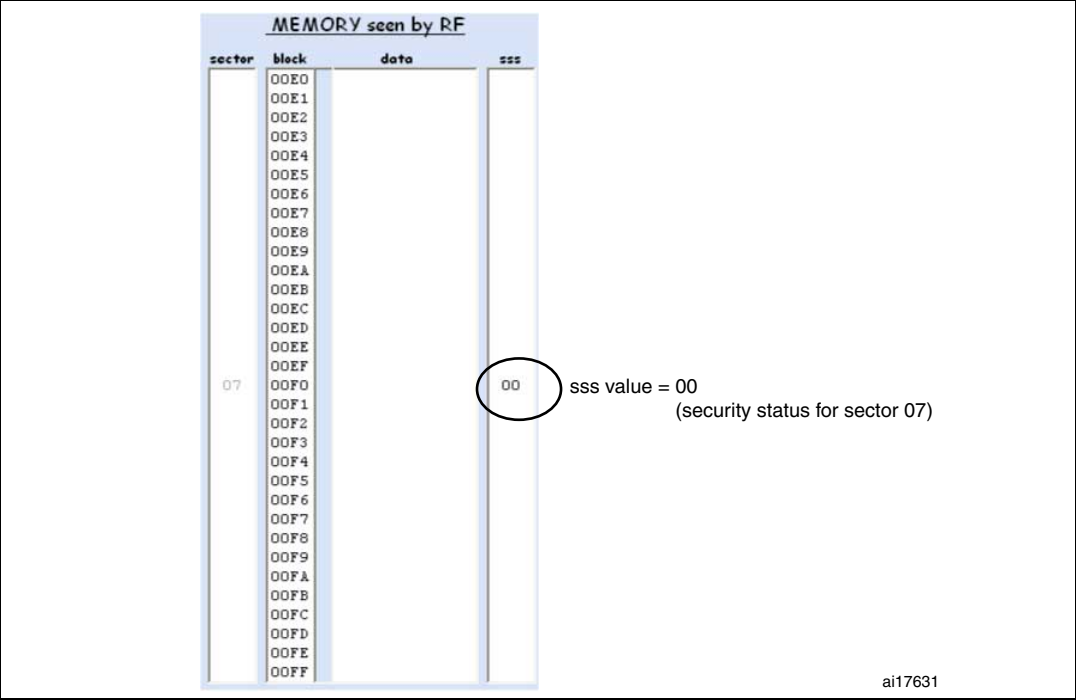 MEMORY seen by RF
sector block data sss
00E0
00E1
00E2
00E3
00E4
00E5
00E6
00E7
00E8
00E9
00EA
00EB
00EC
00ED
00EE
00EF
07 00F0 00 sss value = 00
00F1 (security status for sector 07)
00F2
00F3
00F4
00F5
00F6
00F7
00F8
00F9
00FA
00FB
00FC
00FD
00FE
00FF
ai17631